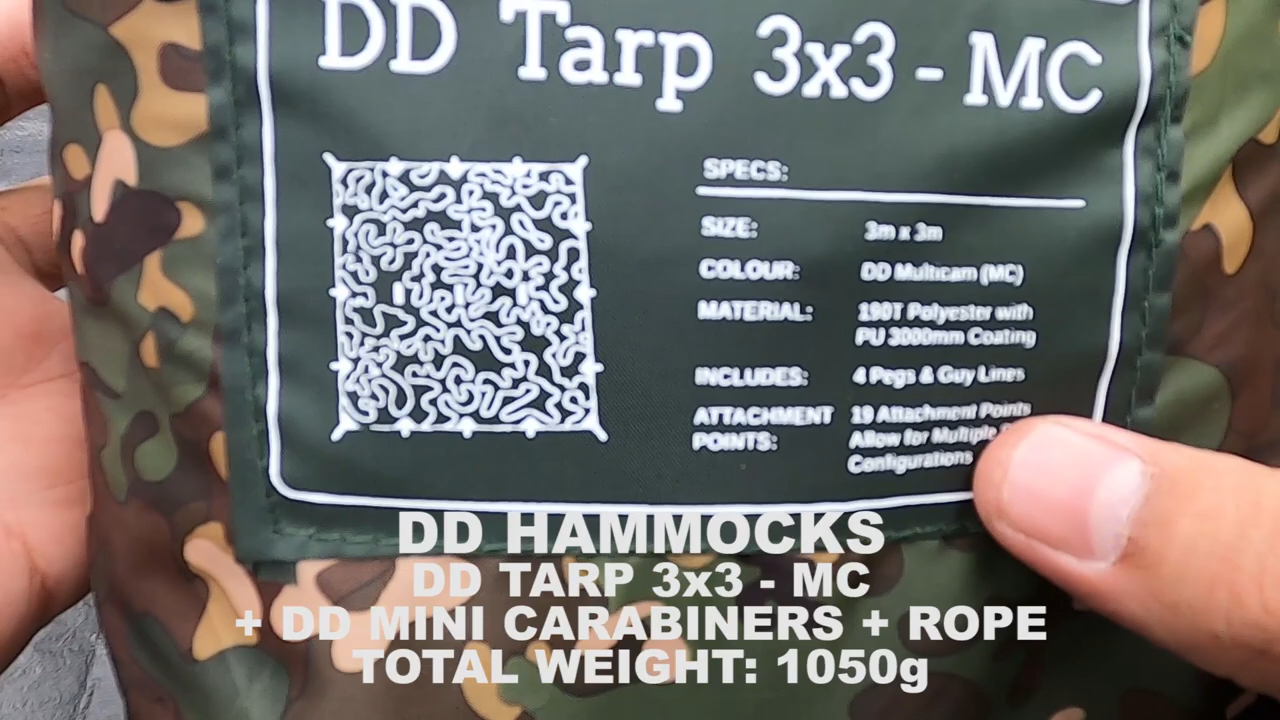 DD Tarp 3x3 - MC
SPECS:
SIZE: 3m x 3m
COLOUR: DD Multicam (MC)
MATERIAL: 190T Polyester with
PU 3000mm Coating
INCLUDES: 4 Pegs & Guy Lines
ATTACHMENT POINTS: 19 Attachment Points
Allow for Multiple
Configurations
DD HAMMOCKS
DD TARP 3x3 - MC
+ DD MINI CARABINERS + ROPE
TOTAL WEIGHT: 1050g